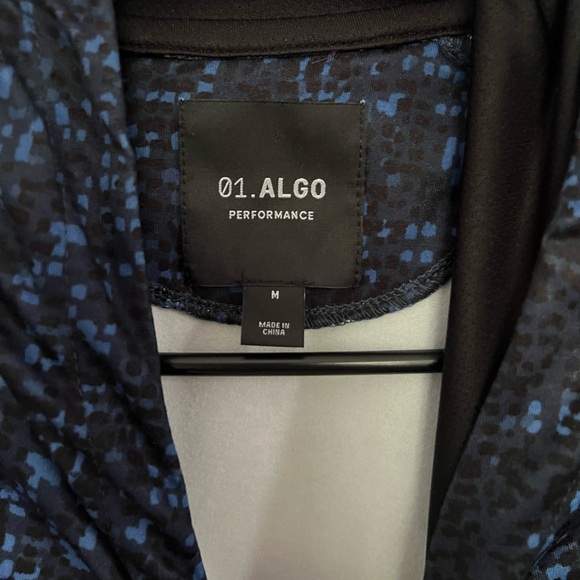 01.ALGO
PERFORMANCE
M
MADE IN
CHINA